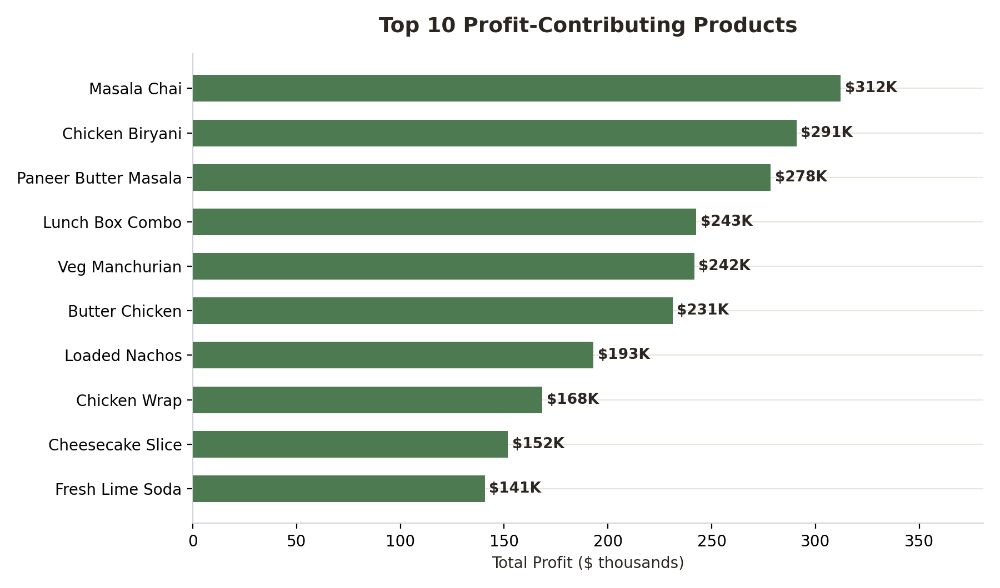 Top 10 Profit-Contributing Products
Masala Chai $312K
Chicken Biryani $291K
Paneer Butter Masala $278K
Lunch Box Combo $243K
Veg Manchurian $242K
Butter Chicken $231K
Loaded Nachos $193K
Chicken Wrap $168K
Cheesecake Slice $152K
Fresh Lime Soda $141K
0 50 100 150 200 250 300 350
Total Profit ($ thousands)